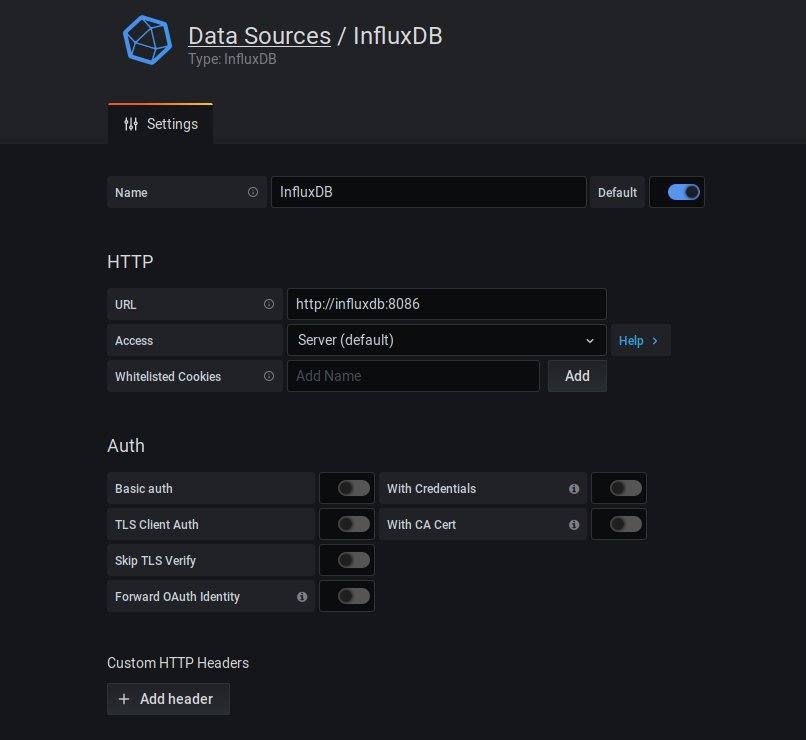 Data Sources / InfluxDB
Type: InfluxDB
Settings
Name InfluxDB Default
HTTP
URL http://influxdb:8086
Access Server (default) Help
Whitelisted Cookies Add Name Add
Auth
Basic auth With Credentials
TLS Client Auth With CA Cert
Skip TLS Verify
Forward OAuth Identity
Custom HTTP Headers
+ Add header